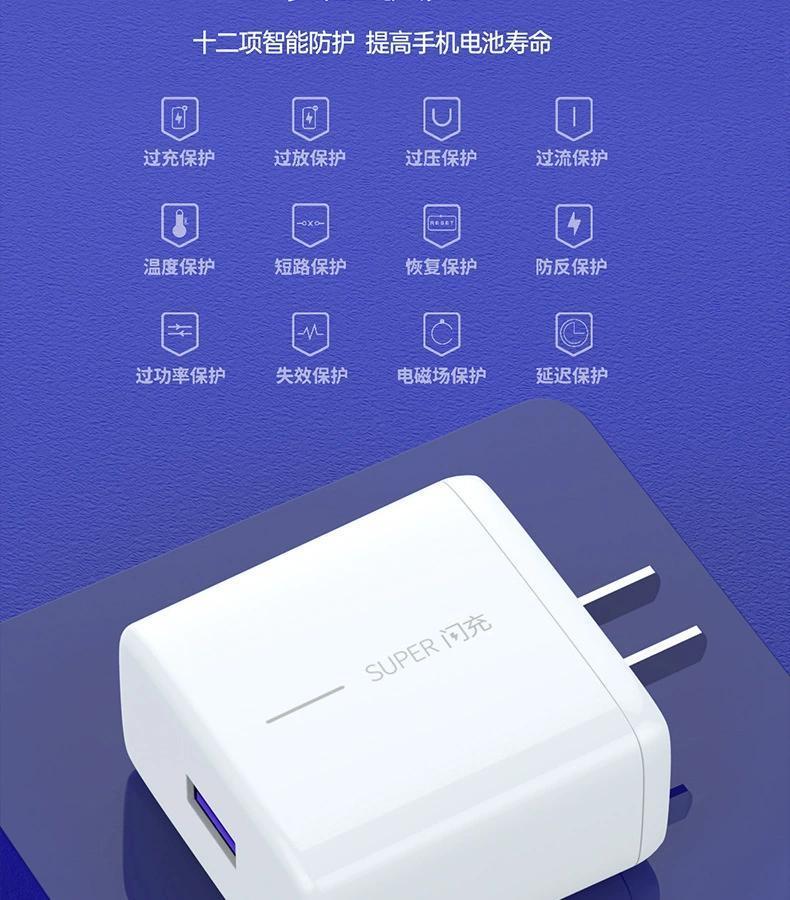 十二项智能防护 提高手机电池寿命
过充保护 过放保护 过压保护 过流保护
RESET
温度保护 短路保护 恢复保护 防反保护
过功率保护 失效保护 电磁场保护 延迟保护
SUPER 闪充